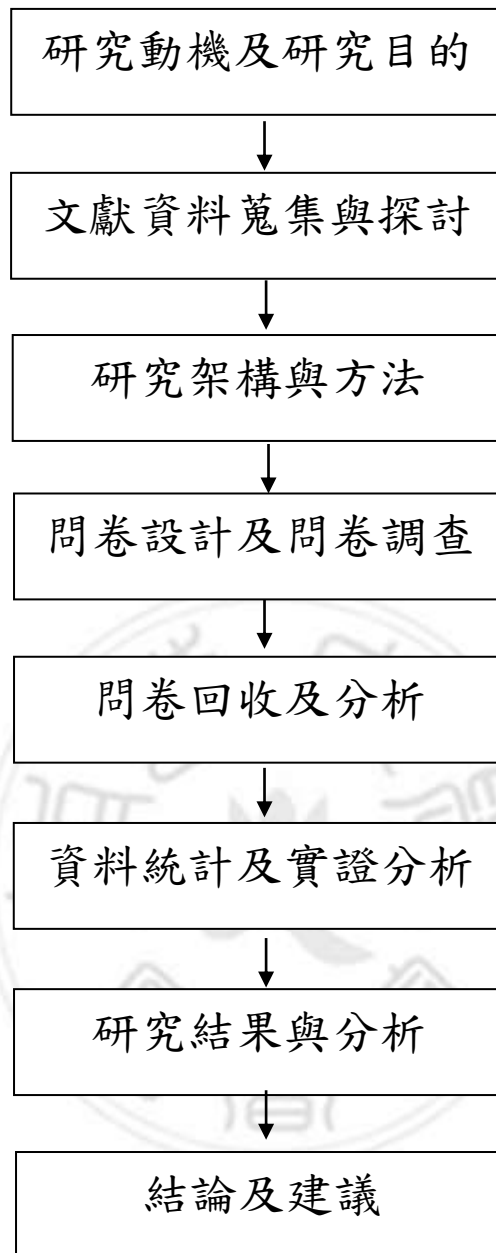 研究動機及研究目的
文獻資料蒐集與探討
研究架構與方法
問卷設計及問卷調查
問卷回收及分析
資料統計及實證分析
研究結果與分析
結論及建議